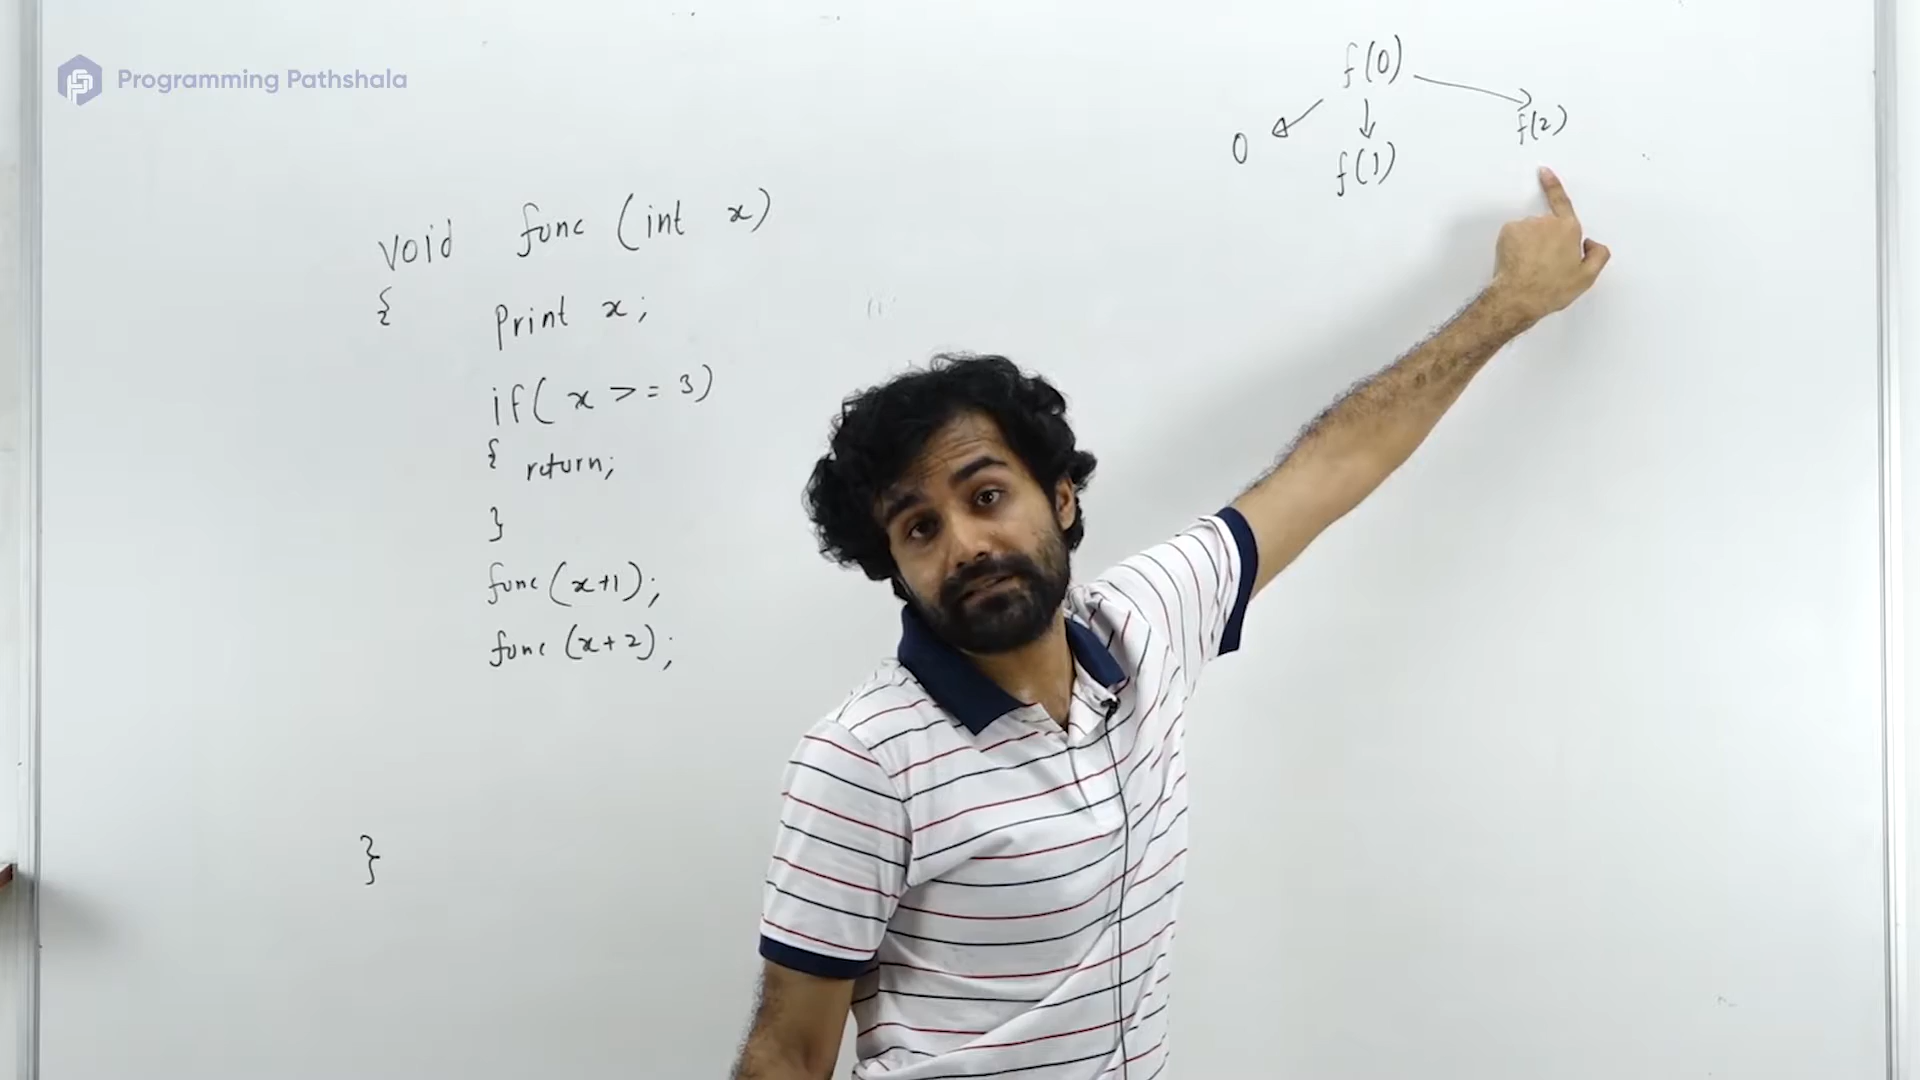 Programming Pathshala
void func (int x)
{ Print x;
if( x >= 3)
{ return;
}
func (x+1);
func (x+2);
}
f(0)
0 f(1) f(2)